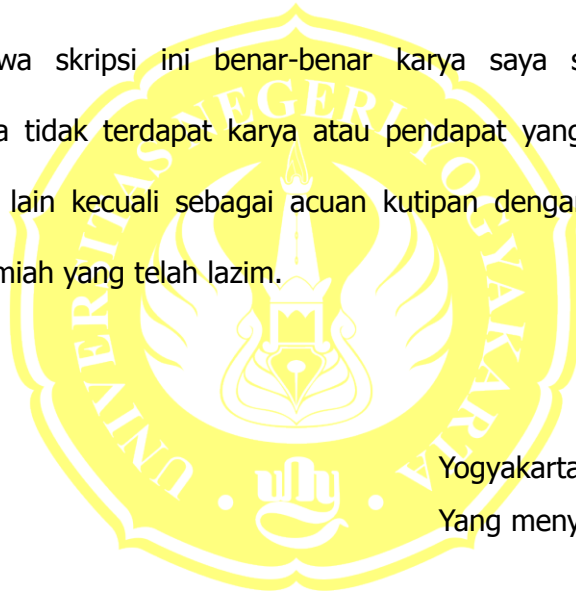 wa skripsi ini benar-benar karya saya s
a tidak terdapat karya atau pendapat yang
lain kecuali sebagai acuan kutipan dengan
miah yang telah lazim.
Yogyakarta
Yang meny
UNIVERSITAS NEGERI YOGYAKARTA
uny